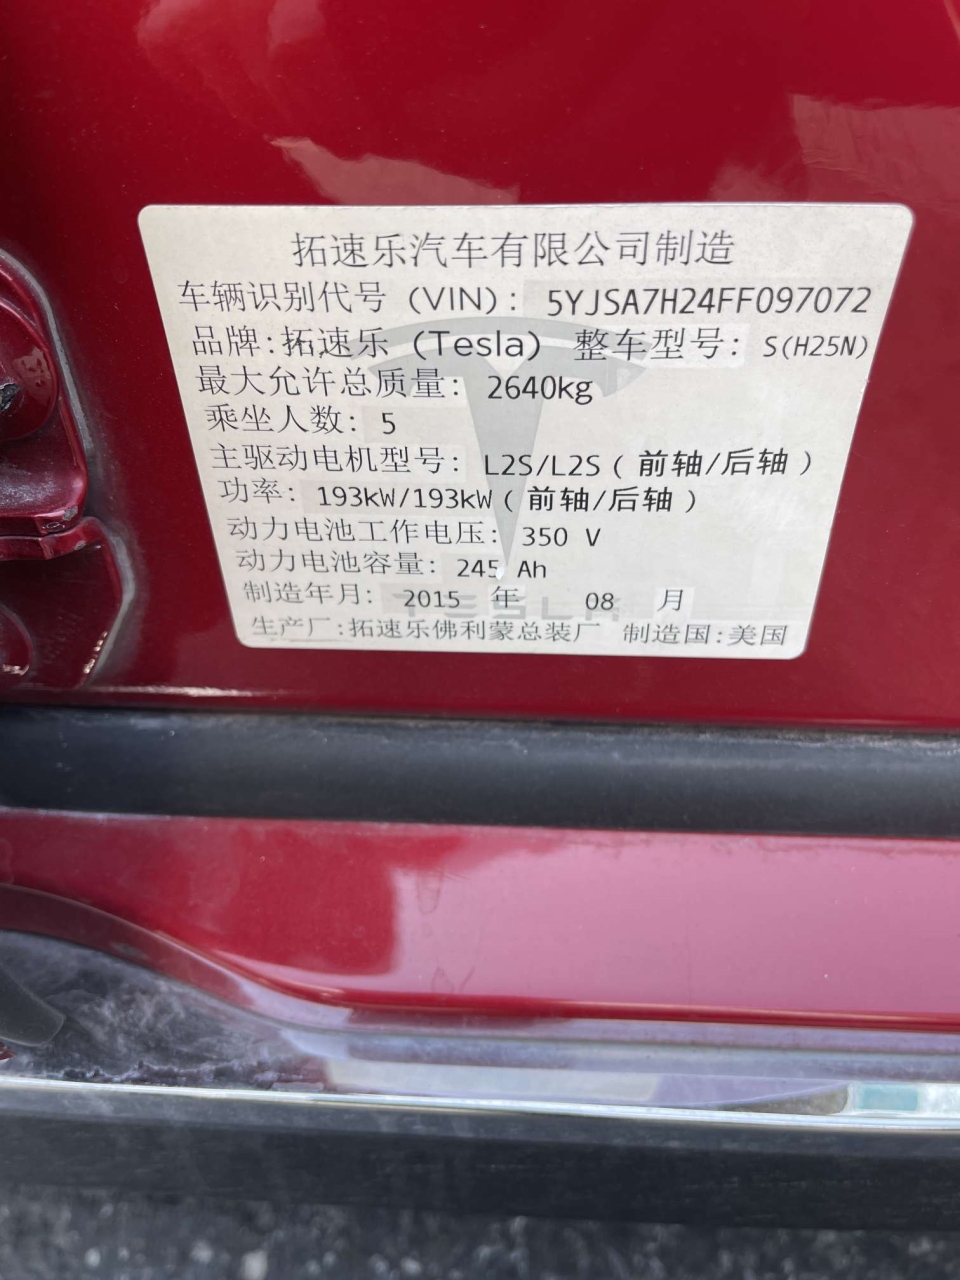 拓速乐汽车有限公司制造
车辆识别代号 (VIN): 5YJSA7H24FF097072
品牌:拓速乐 (Tesla) 整车型号: S(H25N)
最大允许总质量: 2640kg
乘坐人数: 5
主驱动电机型号: L2S/L2S ( 前轴/后轴 )
功率: 193kW/193kW( 前轴/后轴 )
动力电池工作电压: 350 V
动力电池容量: 245 Ah
制造年月: 2015 年 08 月
TESLA
生产厂:拓速乐佛利蒙总装厂 制造国:美国